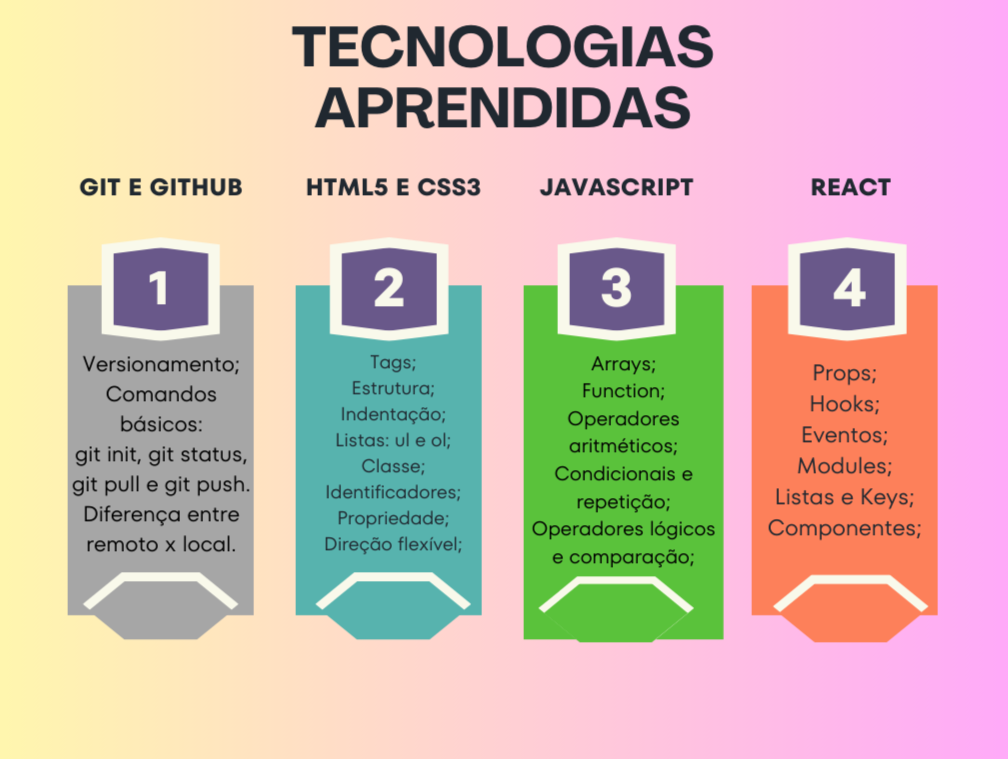 TECNOLOGIAS
APRENDIDAS
GIT E GITHUB
1
Versionamento;
Comandos
básicos:
git init, git status,
git pull e git push.
Diferença entre
remoto x local.
HTML5 E CSS3
2
Tags;
Estrutura;
Indentação;
Listas: ul e ol;
Classe;
Identificadores;
Propriedade;
Direção flexível;
JAVASCRIPT
3
Arrays;
Function;
Operadores
aritméticos;
Condicionais e
repetição;
Operadores lógicos
e comparação;
REACT
4
Props;
Hooks;
Eventos;
Modules;
Listas e Keys;
Componentes;